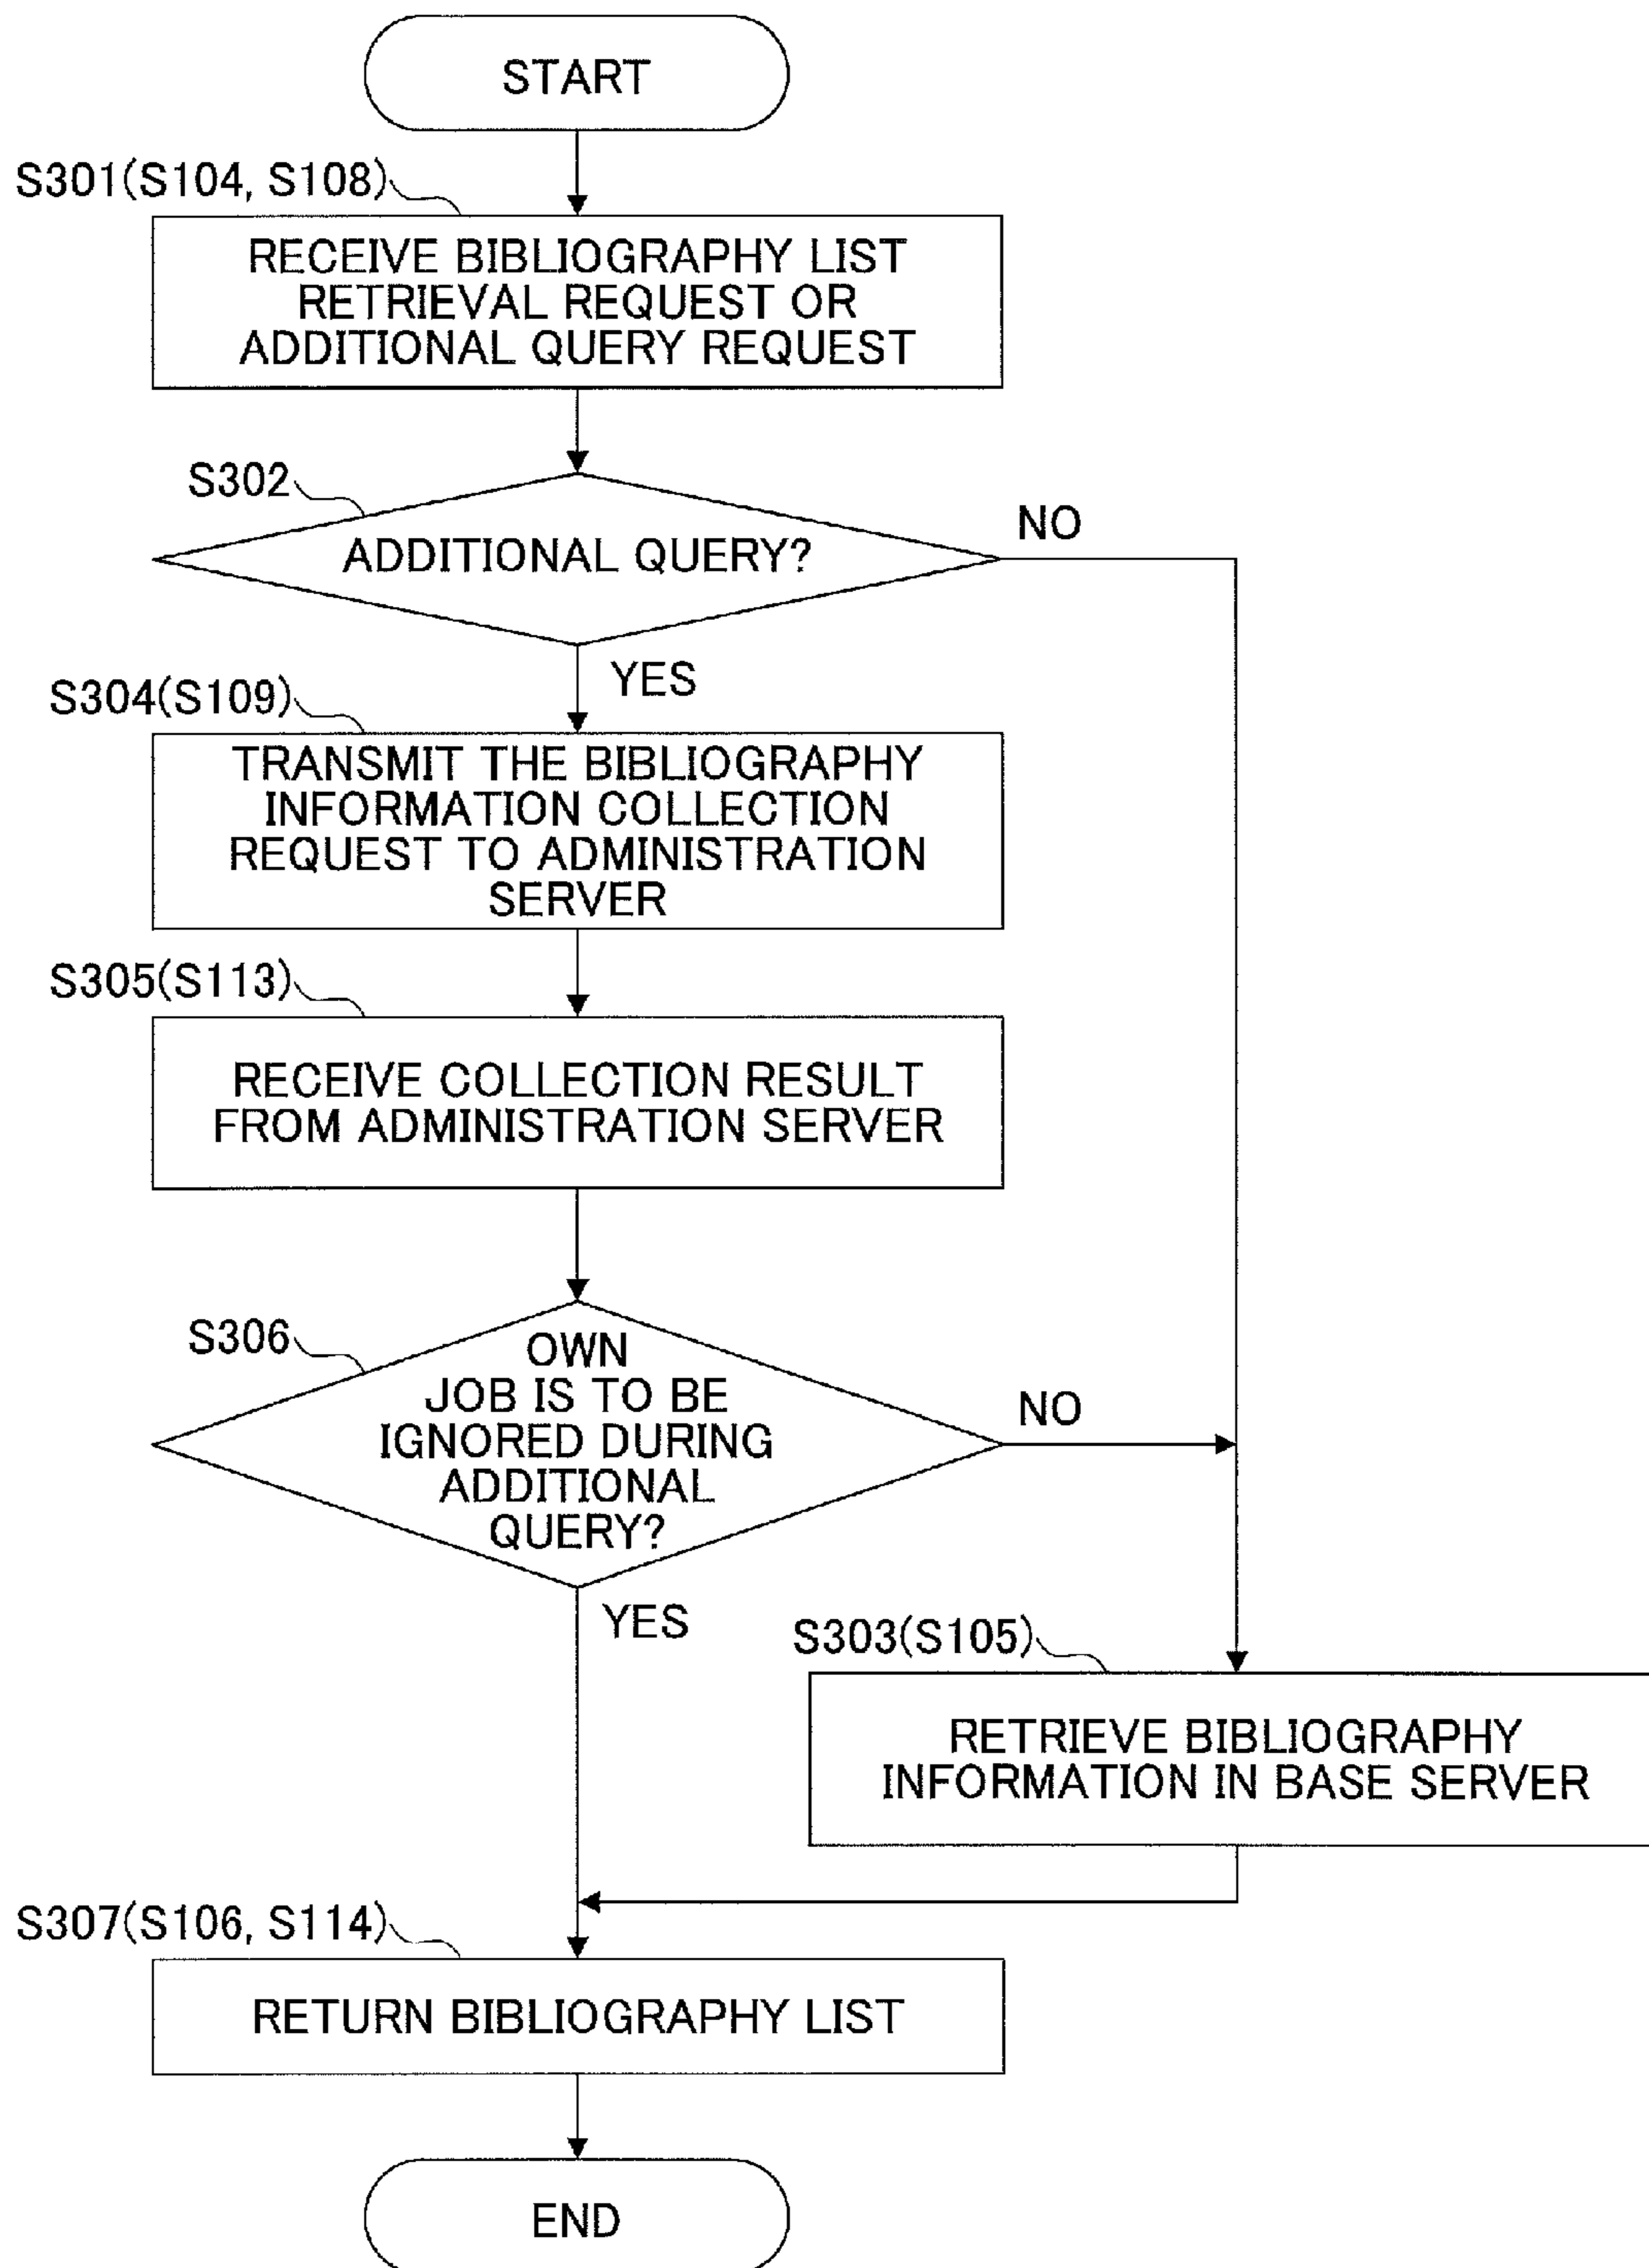 START
S301(S104, S108)
RECEIVE BIBLIOGRAPHY LIST
RETRIEVAL REQUEST OR
ADDITIONAL QUERY REQUEST
S302
ADDITIONAL QUERY?
NO
YES
S304(S109)
TRANSMIT THE BIBLIOGRAPHY
INFORMATION COLLECTION
REQUEST TO ADMINISTRATION
SERVER
S305(S113)
RECEIVE COLLECTION RESULT
FROM ADMINISTRATION SERVER
S306
OWN
JOB IS TO BE
IGNORED DURING
ADDITIONAL
QUERY?
NO
YES
S303(S105)
RETRIEVE BIBLIOGRAPHY
INFORMATION IN BASE SERVER
S307(S106, S114)
RETURN BIBLIOGRAPHY LIST
END